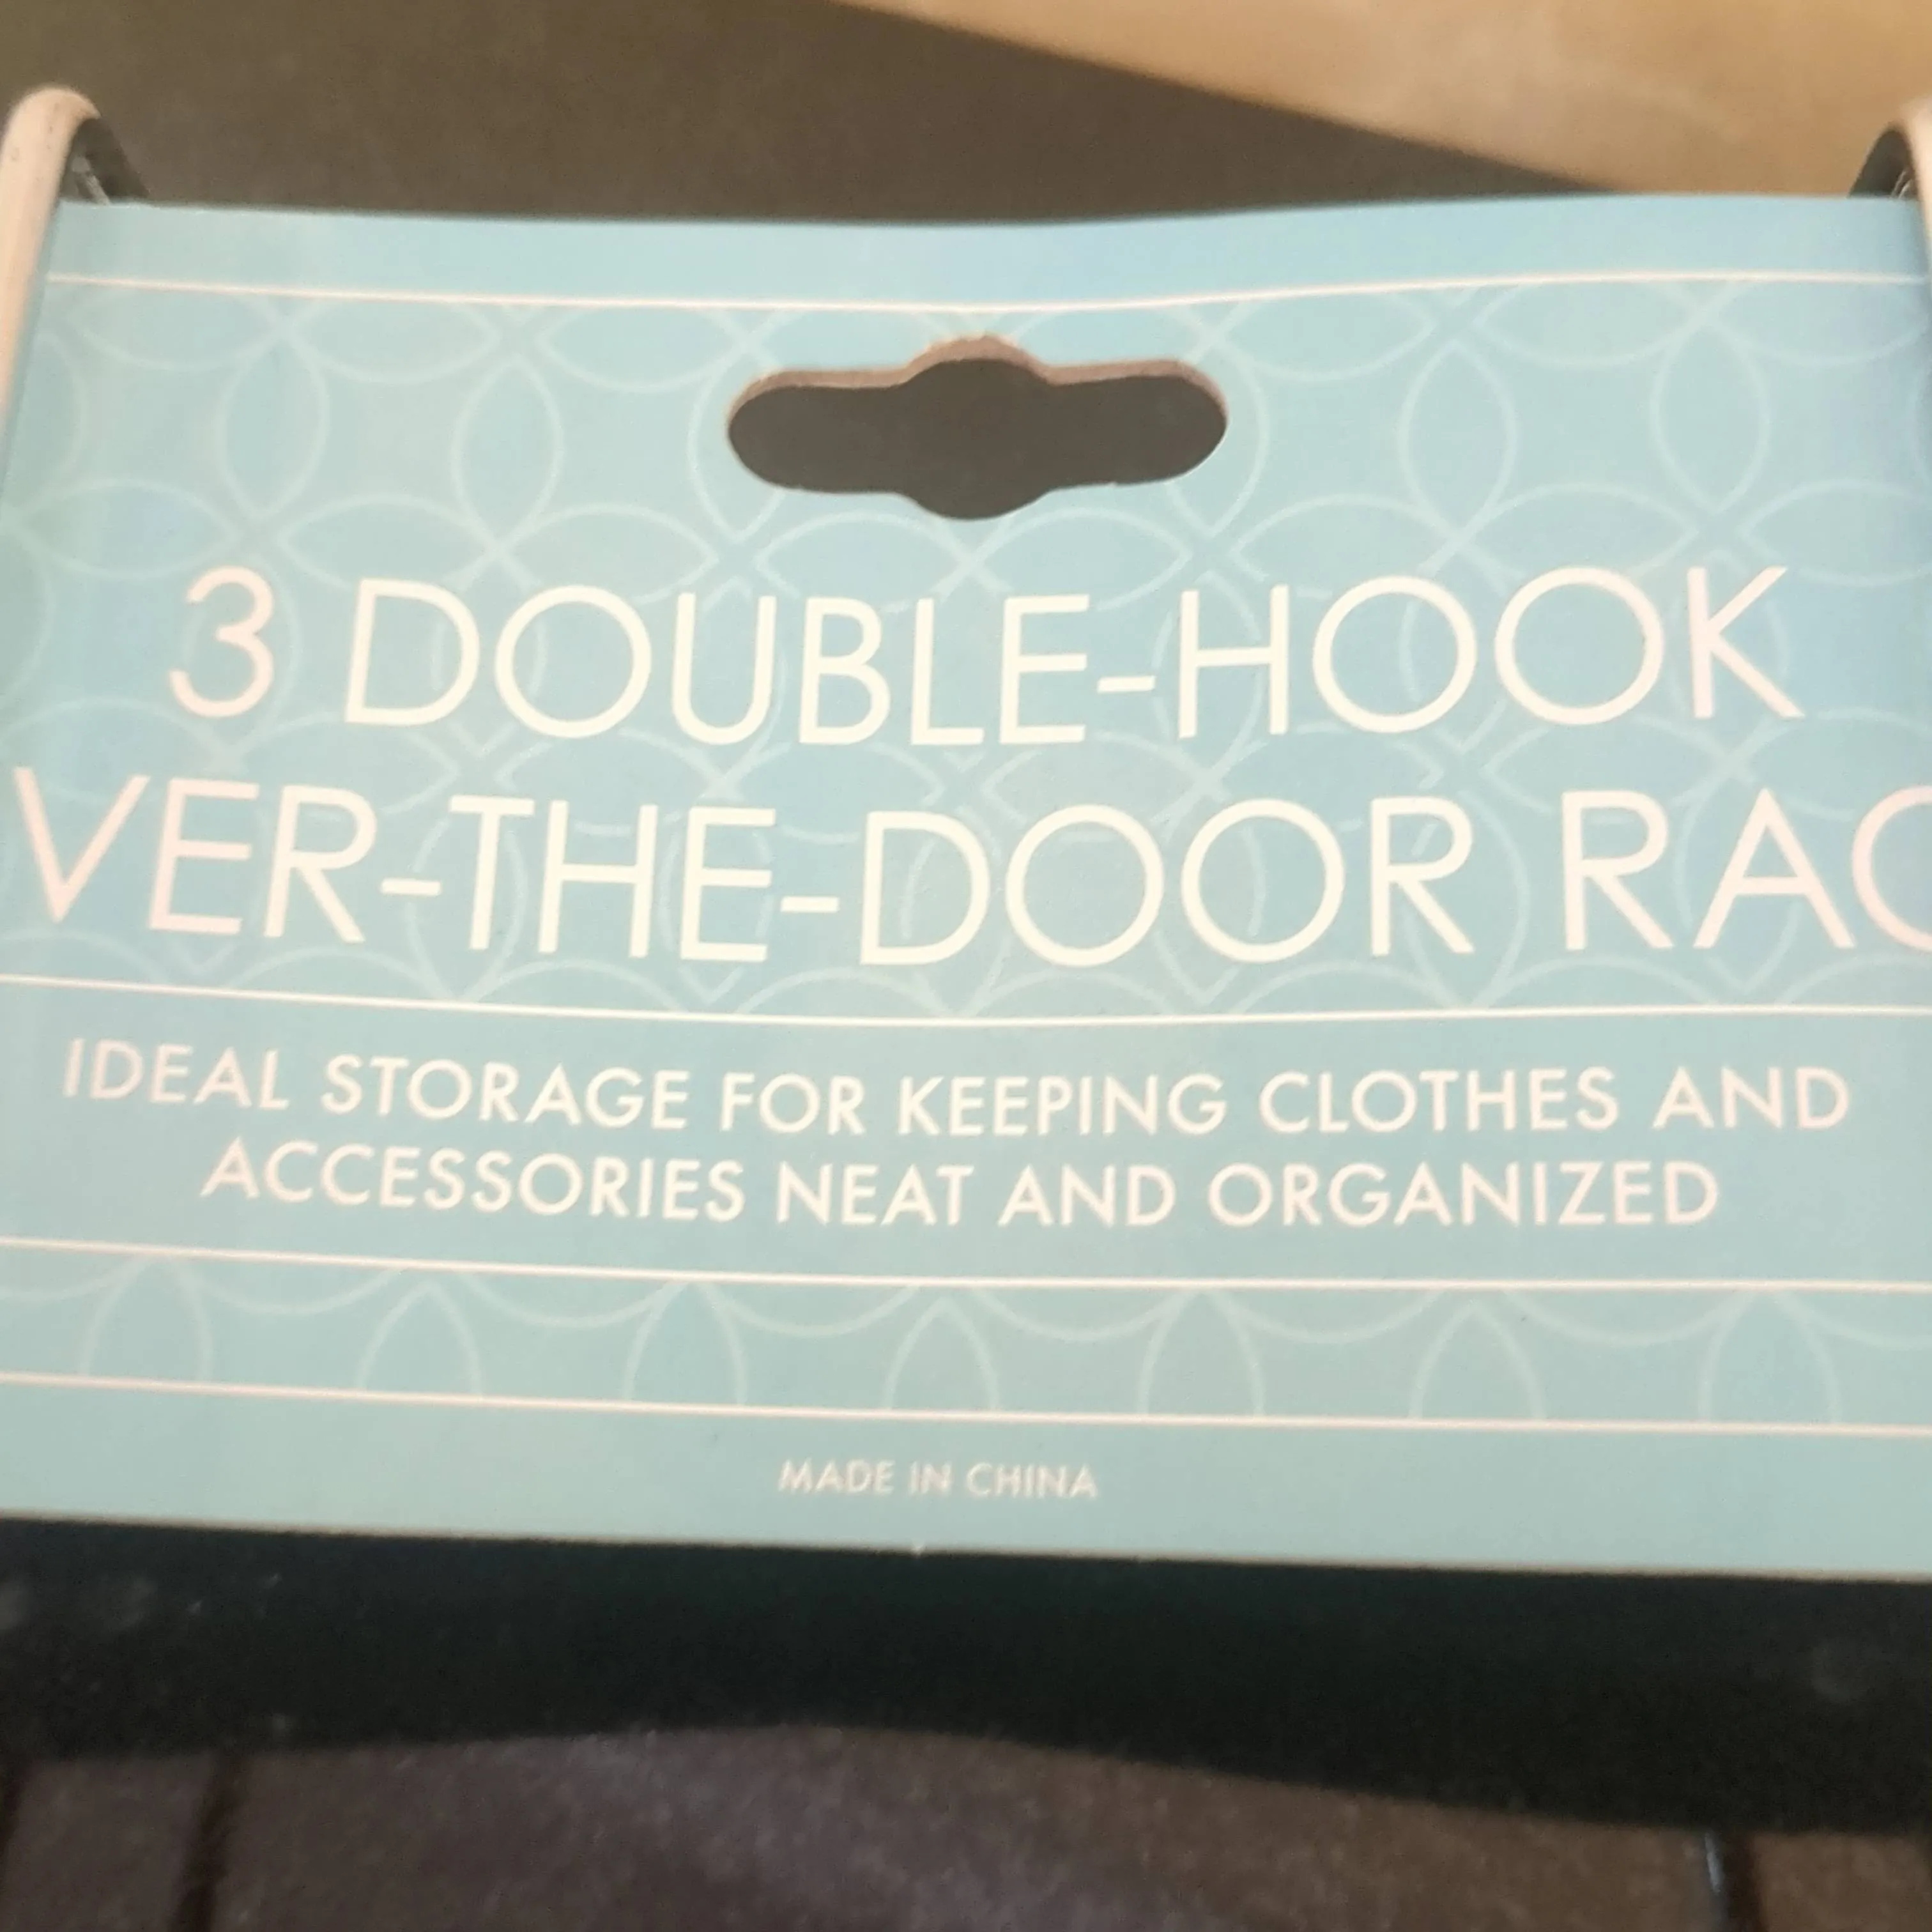 3 DOUBLE-HOOK
VER-THE-DOOR RAC
IDEAL STORAGE FOR KEEPING CLOTHES AND
ACCESSORIES NEAT AND ORGANIZED
MADE IN CHINA